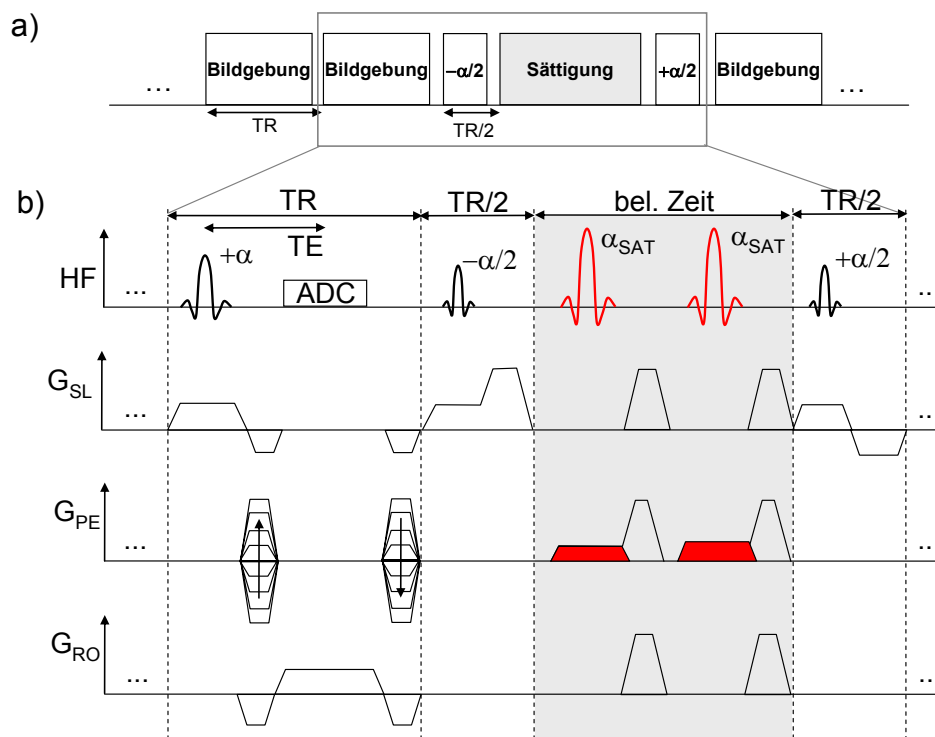 a)
... Bildgebung Bildgebung −α/2 Sättigung +α/2 Bildgebung ...
TR TR/2
b)
TR TR/2 bel. Zeit TR/2
TE
HF ... +α ADC −α/2 αSAT αSAT +α/2 ...
GSL ... ...
GPE ... ...
GRO ... ...